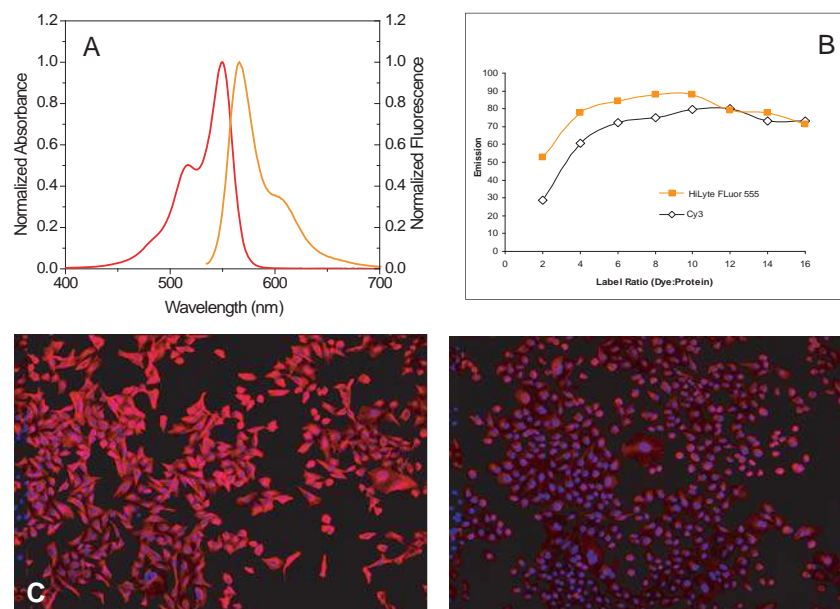 A
Normalized Absorbance
1.2
1.0
0.8
0.6
0.4
0.2
0.0
400
500
600
700
Wavelength (nm)
1.2
1.0
0.8
0.6
0.4
0.2
0.0
Normalized Fluorescence
B
Emission
100
90
80
70
60
50
40
30
20
10
0
0 2 4 6 8 10 12 14 16
Label Ratio (Dye:Protein)
HiLyte FLuor 555
Cy3
C